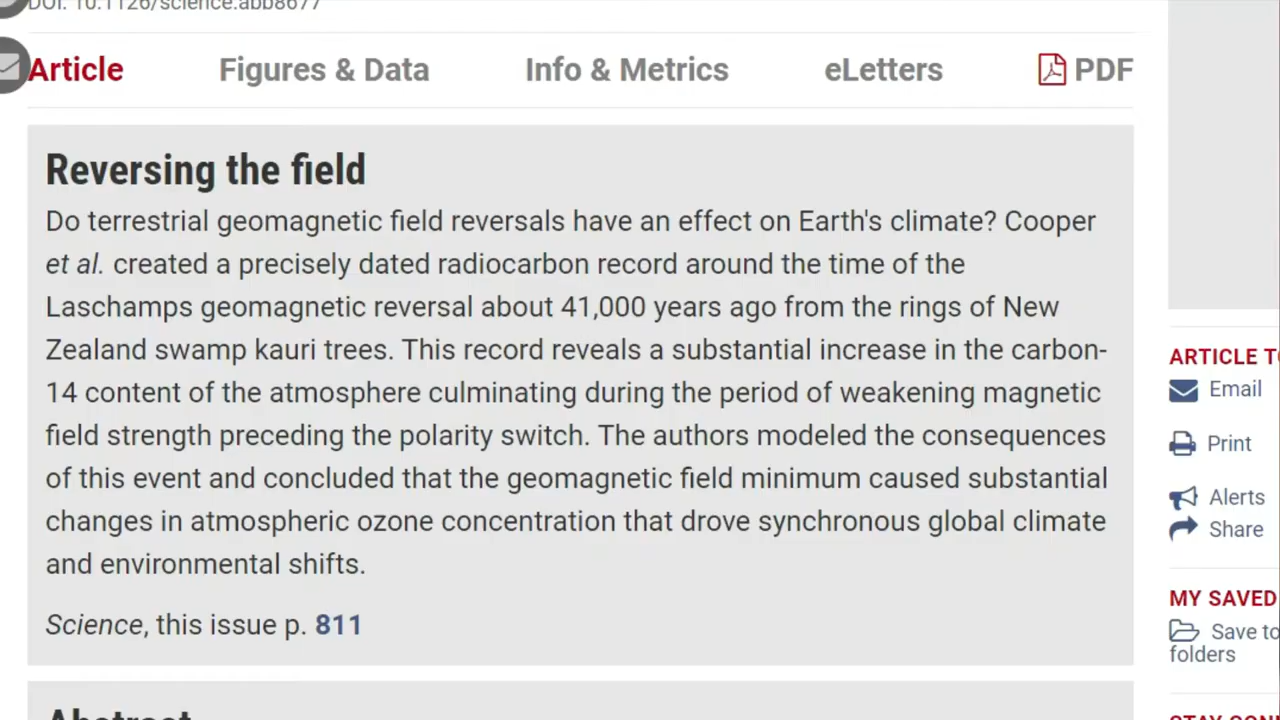 DOI: 10.1126/science.abb8677
Article
Figures & Data
Info & Metrics
eLetters
PDF
Reversing the field
Do terrestrial geomagnetic field reversals have an effect on Earth's climate? Cooper
et al. created a precisely dated radiocarbon record around the time of the
Laschamps geomagnetic reversal about 41,000 years ago from the rings of New
Zealand swamp kauri trees. This record reveals a substantial increase in the carbon-
14 content of the atmosphere culminating during the period of weakening magnetic
field strength preceding the polarity switch. The authors modeled the consequences
of this event and concluded that the geomagnetic field minimum caused substantial
changes in atmospheric ozone concentration that drove synchronous global climate
and environmental shifts.
Science, this issue p. 811
Abstract
ARTICLE
Email
Print
Alerts
Share
MY SAVED
Save to
folders
STAY